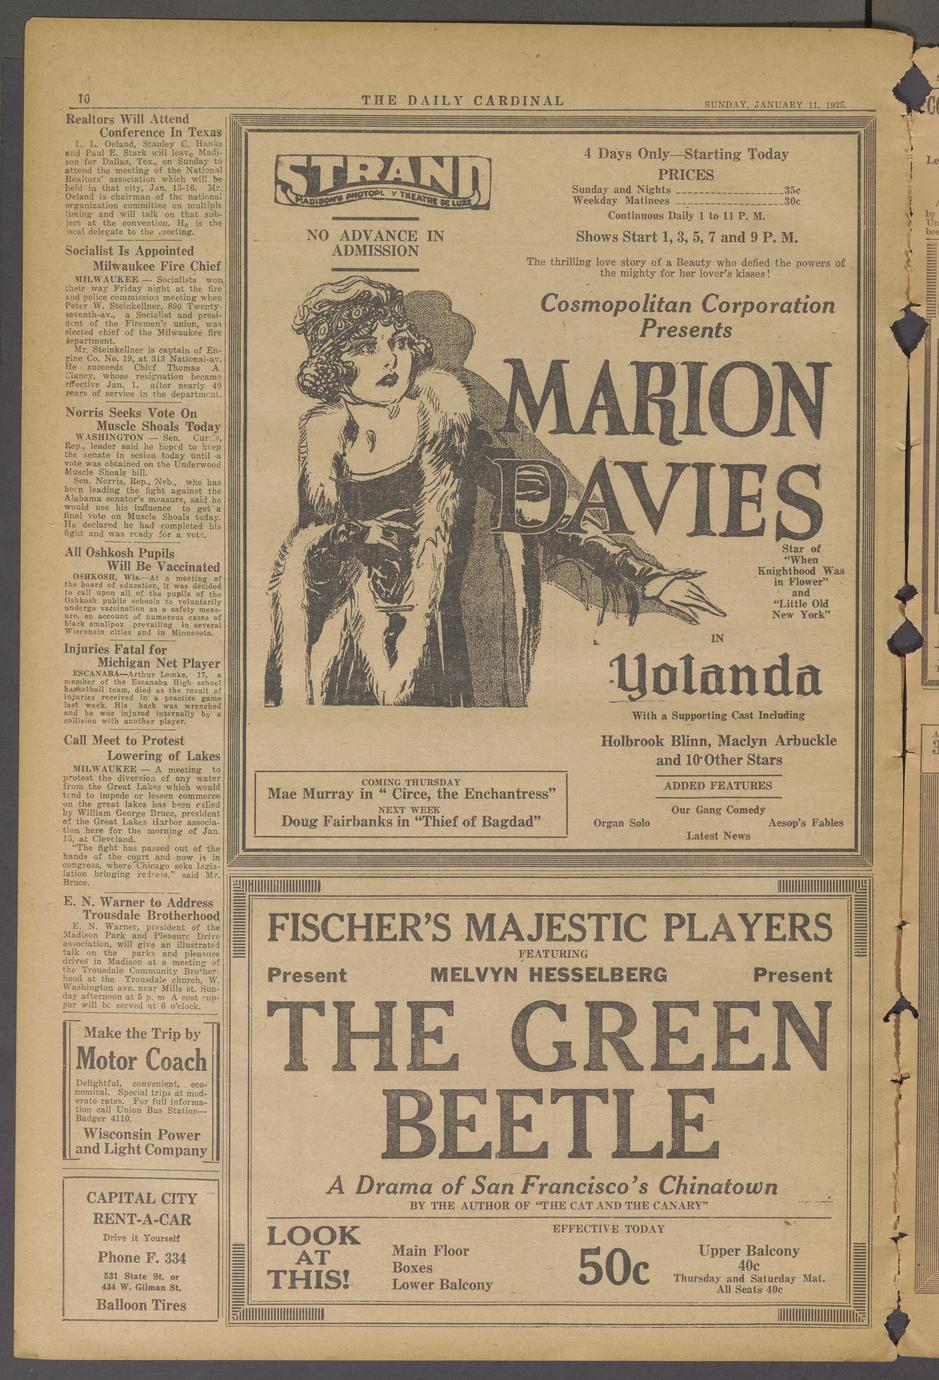 10
THE DAILY CARDINAL
SUNDAY, JANUARY 11, 1925.
Realtors Will Attend
Conference In Texas
L. L. Oeland, Stanley C. Hanks
and Paul E. Stark will leave Madi-
son for Dallas, Tex., on Sunday to
attend the meeting of the National
Realtors' association which will be
held in that city, Jan. 13-16. Mr.
Oeland is chairman of the national
organization committee on multiple
listing and will talk on that sub-
ject at the convention. He is the
local delegate to the meeting.
Socialist Is Appointed
Milwaukee Fire Chief
MILWAUKEE — Socialists won
their way Friday night at the fire
and police commission meeting when
Peter W. Steinkellner, 890 Twenty-
seventh-av., a Socialist and presi-
dent of the Firemen's union, was
elected chief of the Milwaukee fire
department.
Mr. Steinkellner is captain of En-
gine Co. No. 19, at 313 National-av.
He succeeds Chief Thomas A.
Clancy, whose resignation became
effective Jan. 1, after nearly 49
years of service in the department.
Norris Seeks Vote On
Muscle Shoals Today
WASHINGTON — Sen. Curtis,
Rep., leader said he hoped to keep
the senate in sesion today until a
vote was obtained on the Underwood
Muscle Shoals bill.
Sen. Norris, Rep., Neb., who has
been leading the fight against the
Alabama senator's measure, said he
would use his influence to get a
final vote on Muscle Shoals today.
He declared he had completed his
fight and was ready for a vote.
All Oshkosh Pupils
Will Be Vaccinated
OSHKOSH, Wis.—At a meeting of
the board of education, it was decided
to call upon all of the pupils of the
Oshkosh public schools to voluntarily
undergo vaccination as a safety meas-
ure, on account of numerous cases of
black smallpox prevailing in several
Wisconsin cities and in Minnesota.
Injuries Fatal for
Michigan Net Player
ESCANABA—Arthur Lemke, 17, a
member of the Escanaba High school
basketball team, died as the result of
injuries received in a practice game
last week. His back was wrenched
and he was injured internally by a
collision with another player.
Call Meet to Protest
Lowering of Lakes
MILWAUKEE — A meeting to
protest the diversion of any water
from the Great Lakes which would
tend to impede or lessen commerce
on the great lakes has been called
by William George Bruce, president
of the Great Lakes Harbor associa-
tion here for the morning of Jan.
15, at Cleveland.
"The fight has passed out of the
hands of the court and now is in
congress, where Chicago seks legis-
lation bringing redress," said Mr.
Bruce.
E. N. Warner to Address
Trousdale Brotherhood
E. N. Warner, president of the
Madison Park and Pleasure Drive
association, will give an illustrated
talk on the parks and pleasure
drives in Madison at a meeting of
the Trousdale Community Brother-
hood at the Trousdale church, W.
Washington ave. near Mills st. Sun-
day afternoon at 5 p. m A cost sup-
per will be served at 6 o'clock.
Make the Trip by
Motor Coach
Delightful, convenient, eco-
nomical. Special trips at mod-
erate rates. For full informa-
tion call Union Bus Station—
Badger 4110.
Wisconsin Power
and Light Company
CAPITAL CITY
RENT-A-CAR
Drive it Yourself
Phone F. 334
531 State St. or
434 W. Gilman St.
Balloon Tires
STRAND
MADISON'S PHOTOPLAY THEATRE DE LUXE
NO ADVANCE IN
ADMISSION
4 Days Only—Starting Today
PRICES
Sunday and Nights 35c
Weekday Matinees 30c
Continuous Daily 1 to 11 P. M.
Shows Start 1, 3, 5, 7 and 9 P. M.
The thrilling love story of a Beauty who defied the powers of
the mighty for her lover's kisses!
Cosmopolitan Corporation
Presents
MARION
DAVIES
Star of
"When
Knighthood Was
in Flower"
and
"Little Old
New York"
IN
Yolanda
With a Supporting Cast Including
Holbrook Blinn, Maclyn Arbuckle
and 10 Other Stars
ADDED FEATURES
Our Gang Comedy
Organ Solo Aesop's Fables
Latest News
COMING THURSDAY
Mae Murray in " Circe, the Enchantress"
NEXT WEEK
Doug Fairbanks in "Thief of Bagdad"
FISCHER'S MAJESTIC PLAYERS
FEATURING
Present MELVYN HESSELBERG Present
THE GREEN
BEETLE
A Drama of San Francisco's Chinatown
BY THE AUTHOR OF "THE CAT AND THE CANARY"
LOOK
AT
THIS!
EFFECTIVE TODAY
Main Floor
Boxes
Lower Balcony
50c
Upper Balcony
40c
Thursday and Saturday Mat.
All Seats 40c